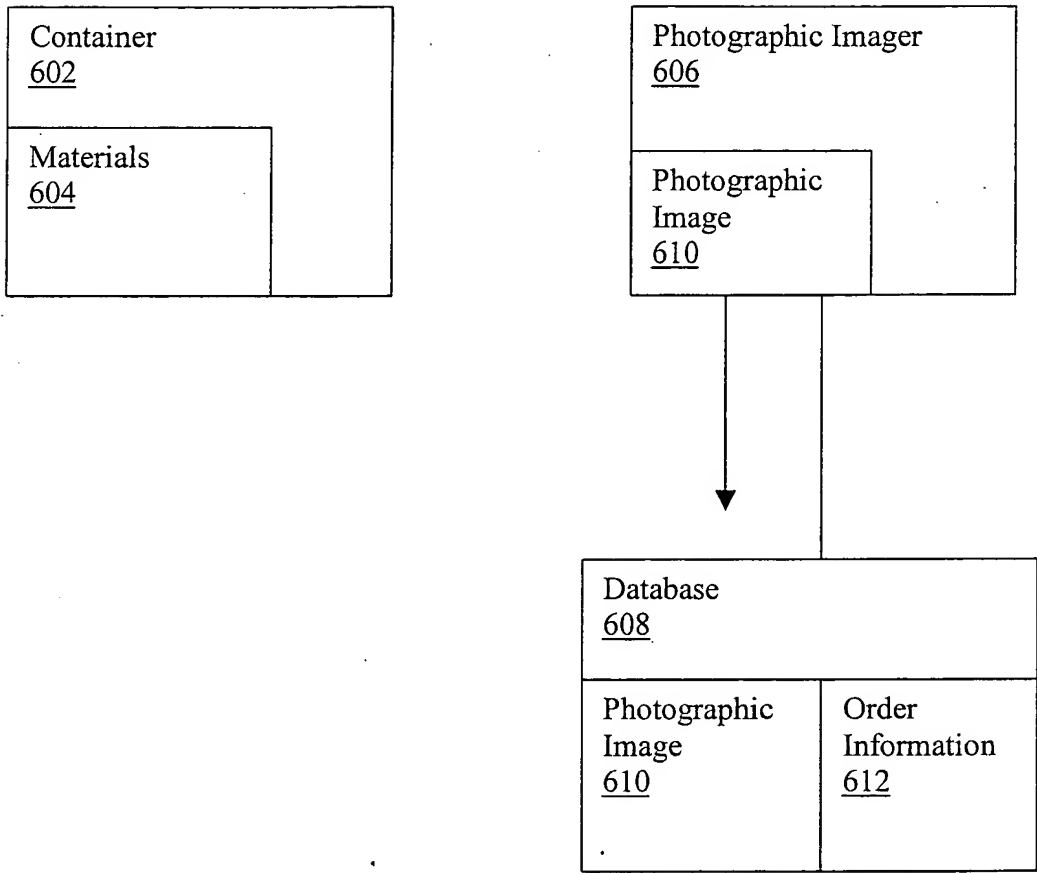 Container
602
Materials
604
Photographic Imager
606
Photographic
Image
610
Database
608
Photographic
Image
610
Order
Information
612